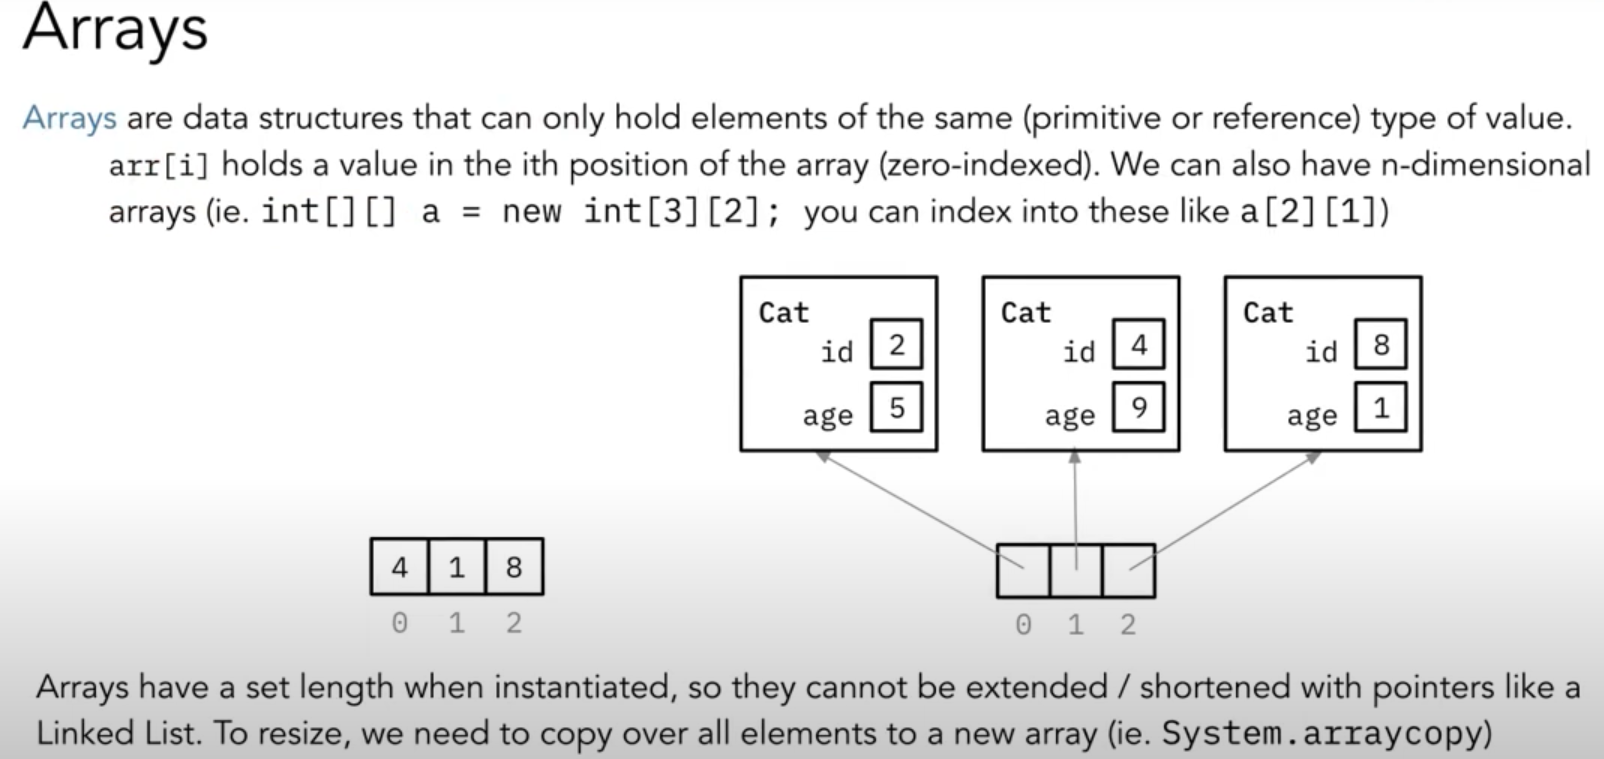 Arrays
Arrays are data structures that can only hold elements of the same (primitive or reference) type of value.
arr[i] holds a value in the ith position of the array (zero-indexed). We can also have n-dimensional
arrays (ie. int[][] a = new int[3][2]; you can index into these like a[2][1])
Cat
id 2
age 5
Cat
id 4
age 9
Cat
id 8
age 1
4 1 8
0 1 2
0 1 2
Arrays have a set length when instantiated, so they cannot be extended / shortened with pointers like a
Linked List. To resize, we need to copy over all elements to a new array (ie. System.arraycopy)